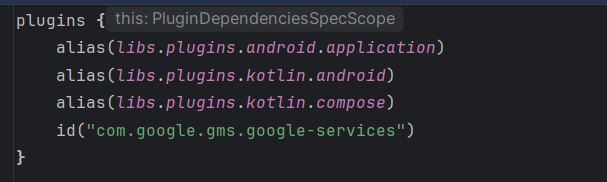 plugins { this: PluginDependenciesSpecScope
    alias(libs.plugins.android.application)
    alias(libs.plugins.kotlin.android)
    alias(libs.plugins.kotlin.compose)
    id("com.google.gms.google-services")
}